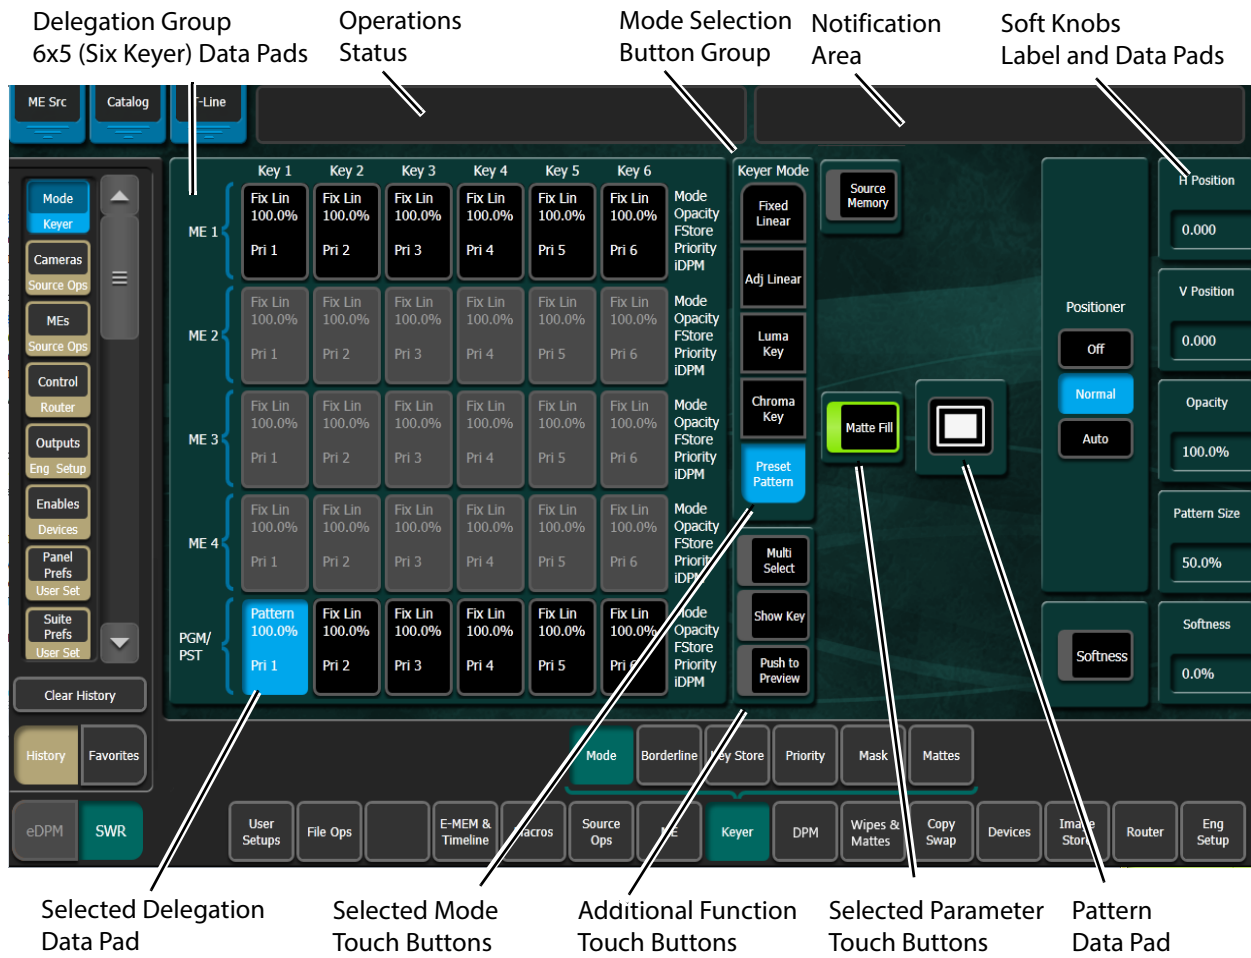 Delegation Group
6x5 (Six Keyer) Data Pads
Operations
Status
Mode Selection
Button Group
Notification
Area
Soft Knobs
Label and Data Pads
ME Src
Catalog
-Line
Mode
Keyer
Cameras
Source Ops
MEs
Source Ops
Control
Router
Outputs
Eng Setup
Enables
Devices
Panel
Prefs
User Set
Suite
Prefs
User Set
Clear History
History
Favorites
eDPM
SWR
Key 1 Key 2 Key 3 Key 4 Key 5 Key 6
ME 1
Fix Lin Fix Lin Fix Lin Fix Lin Fix Lin Fix Lin Mode
100.0% 100.0% 100.0% 100.0% 100.0% 100.0% Opacity
FStore
Pri 1 Pri 2 Pri 3 Pri 4 Pri 5 Pri 6 Priority
iDPM
ME 2
Fix Lin Fix Lin Fix Lin Fix Lin Fix Lin Fix Lin Mode
100.0% 100.0% 100.0% 100.0% 100.0% 100.0% Opacity
FStore
Pri 1 Pri 2 Pri 3 Pri 4 Pri 5 Pri 6 Priority
iDPM
ME 3
Fix Lin Fix Lin Fix Lin Fix Lin Fix Lin Fix Lin Mode
100.0% 100.0% 100.0% 100.0% 100.0% 100.0% Opacity
FStore
Pri 1 Pri 2 Pri 3 Pri 4 Pri 5 Pri 6 Priority
iDPM
ME 4
Fix Lin Fix Lin Fix Lin Fix Lin Fix Lin Fix Lin Mode
100.0% 100.0% 100.0% 100.0% 100.0% 100.0% Opacity
FStore
Pri 1 Pri 2 Pri 3 Pri 4 Pri 5 Pri 6 Priority
iDPM
PGM/
PST
Pattern Fix Lin Fix Lin Fix Lin Fix Lin Fix Lin Mode
100.0% 100.0% 100.0% 100.0% 100.0% 100.0% Opacity
FStore
Pri 1 Pri 2 Pri 3 Pri 4 Pri 5 Pri 6 Priority
iDPM
Keyer Mode
Fixed
Linear
Adj Linear
Luma
Key
Chroma
Key
Preset
Pattern
Multi
Select
Show Key
Push to
Preview
Source
Memory
Matte Fill
Positioner
Off
Normal
Auto
Softness
H Position
0.000
V Position
0.000
Opacity
100.0%
Pattern Size
50.0%
Softness
0.0%
Mode
Borderline
Key Store
Priority
Mask
Mattes
User
Setups
File Ops
E-MEM &
Timeline
Macros
Source
Ops
ME
Keyer
DPM
Wipes &
Mattes
Copy
Swap
Devices
Image
Store
Router
Eng
Setup
Selected Delegation
Data Pad
Selected Mode
Touch Buttons
Additional Function
Touch Buttons
Selected Parameter
Touch Buttons
Pattern
Data Pad